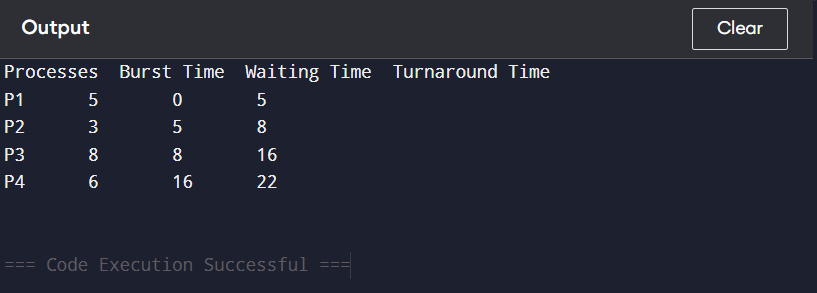 Output
Clear
Processes  Burst Time  Waiting Time  Turnaround Time
P1      5       0       5
P2      3       5       8
P3      8       8       16
P4      6       16      22
=== Code Execution Successful ===